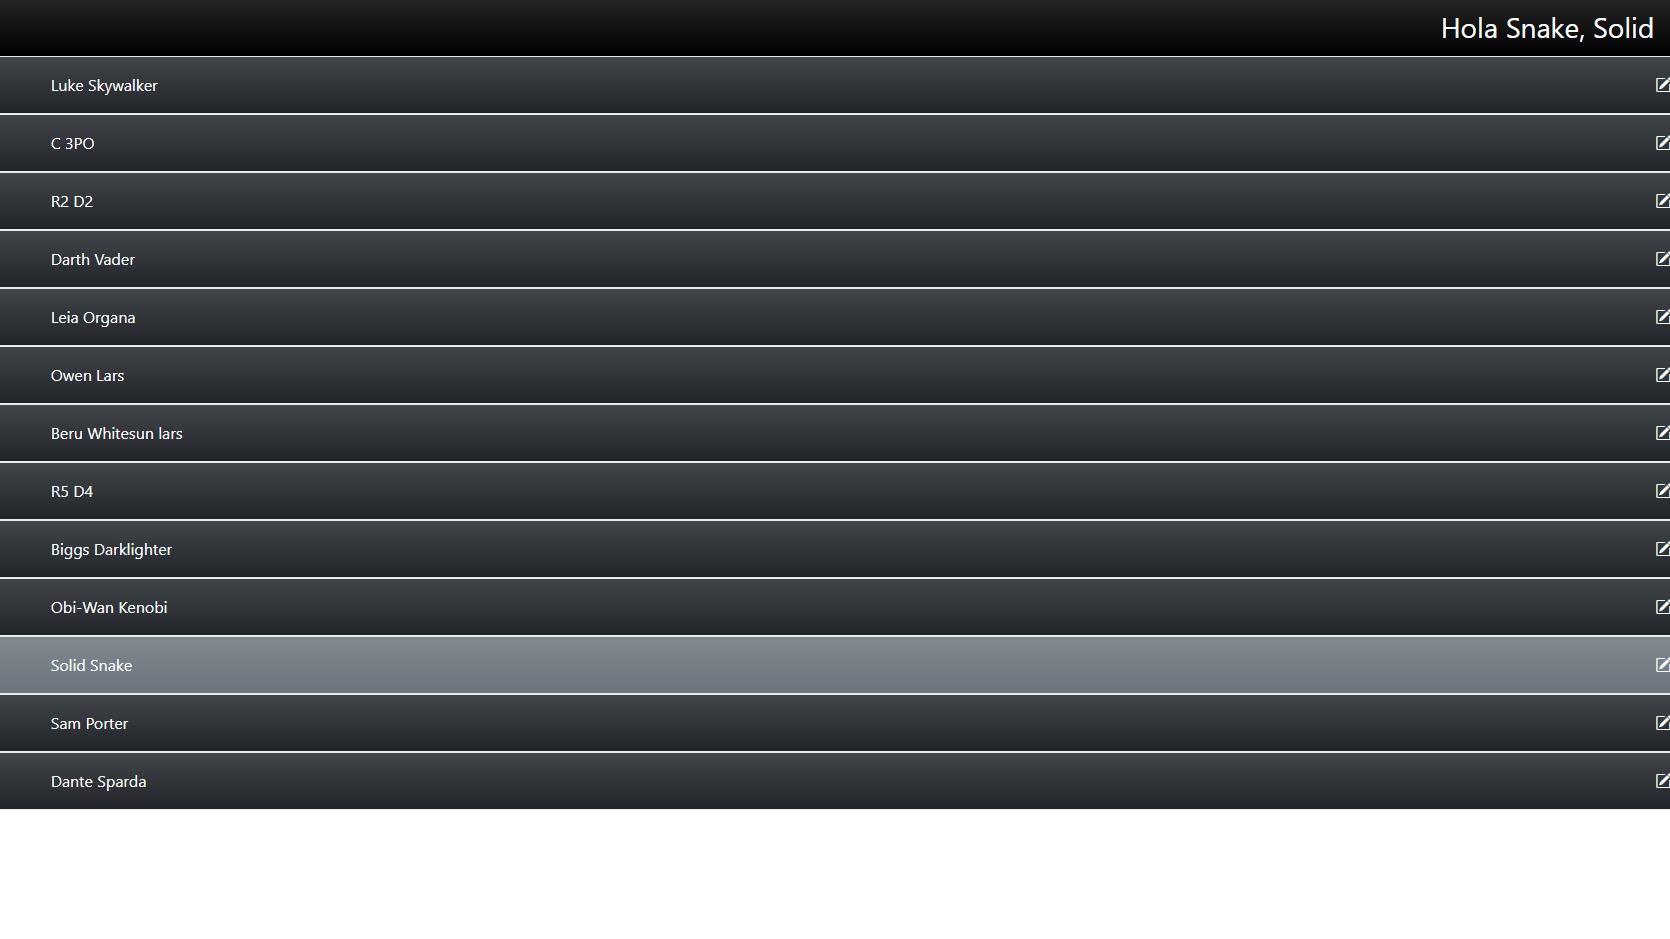 Hola Snake, Solid
Luke Skywalker
C 3PO
R2 D2
Darth Vader
Leia Organa
Owen Lars
Beru Whitesun lars
R5 D4
Biggs Darklighter
Obi-Wan Kenobi
Solid Snake
Sam Porter
Dante Sparda